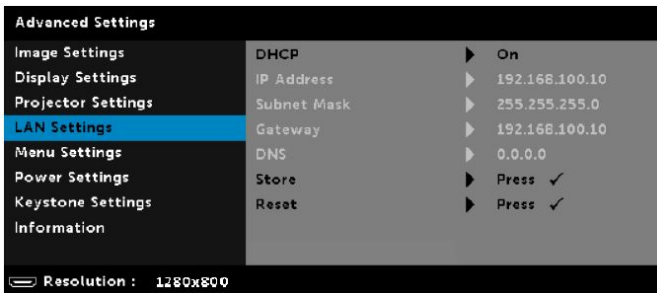 Advanced Settings
Image Settings
Display Settings
Projector Settings
LAN Settings
Menu Settings
Power Settings
Keystone Settings
Information
DHCP On
IP Address 192.168.100.10
Subnet Mask 255.255.255.0
Gateway 192.168.100.10
DNS 0.0.0.0
Store Press ✓
Reset Press ✓
Resolution : 1280x800